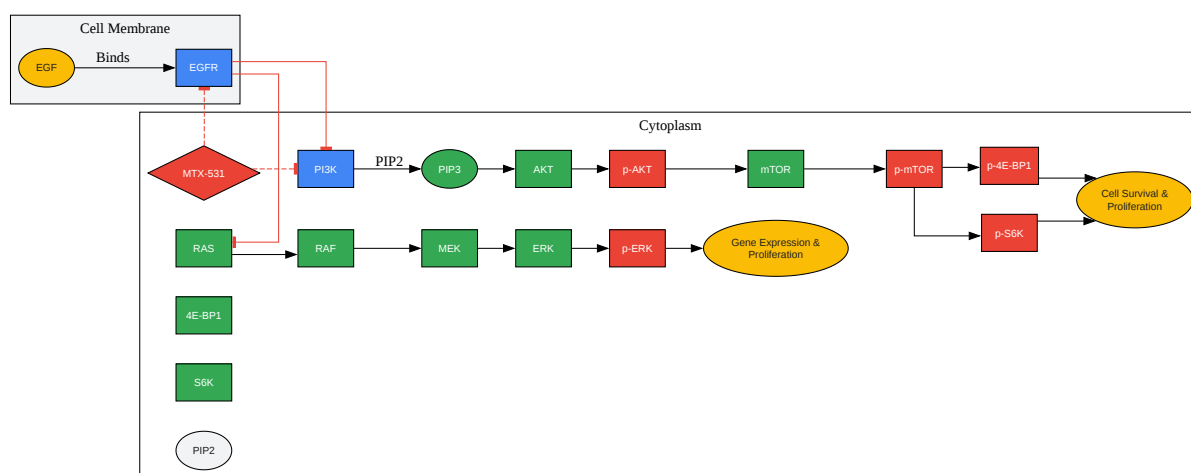 Cell Membrane
EGF
Binds
EGFR
Cytoplasm
MTX-531
PI3K
PIP2
PIP3
AKT
p-AKT
mTOR
p-mTOR
p-4E-BP1
Cell Survival &
Proliferation
p-S6K
RAS
RAF
MEK
ERK
p-ERK
Gene Expression &
Proliferation
4E-BP1
S6K
PIP2